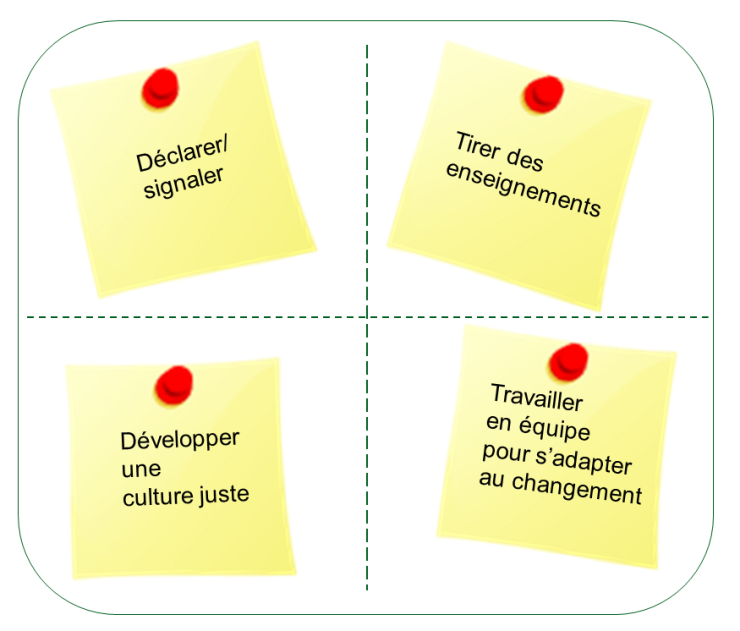 Déclarer/
signaler
Tirer des
enseignements
Développer
une
culture juste
Travailler
en équipe
pour s’adapter
au changement